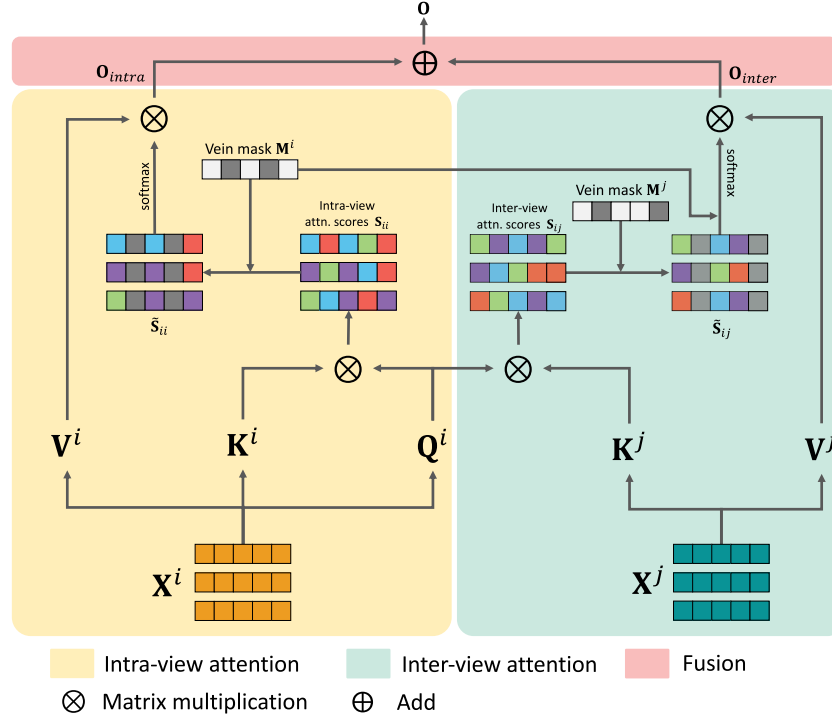 O
O_intra
O_inter
Vein mask M^i
softmax
softmax
Intra-view
attn. scores S_ii
Inter-view
attn. scores S_ij
Vein mask M^j
S̃_ii
S̃_ij
V^i
K^i
Q^i
K^j
V^j
X^i
X^j
Intra-view attention
Inter-view attention
Fusion
Matrix multiplication
Add